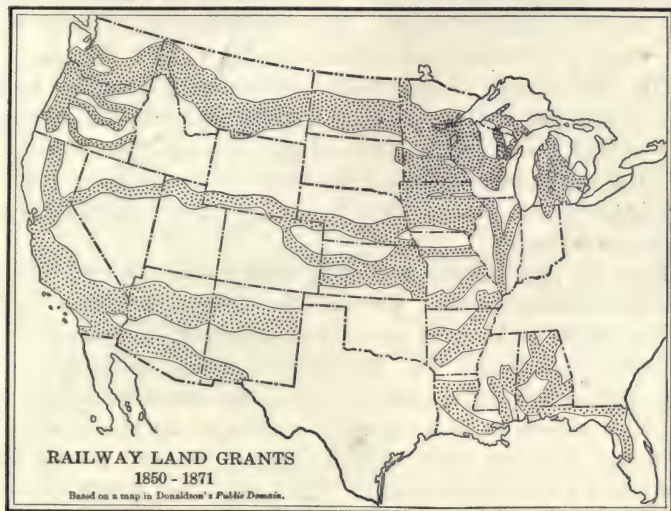 RAILWAY LAND GRANTS
1850 - 1871
Based on a map in Donaldson's Public Domain.